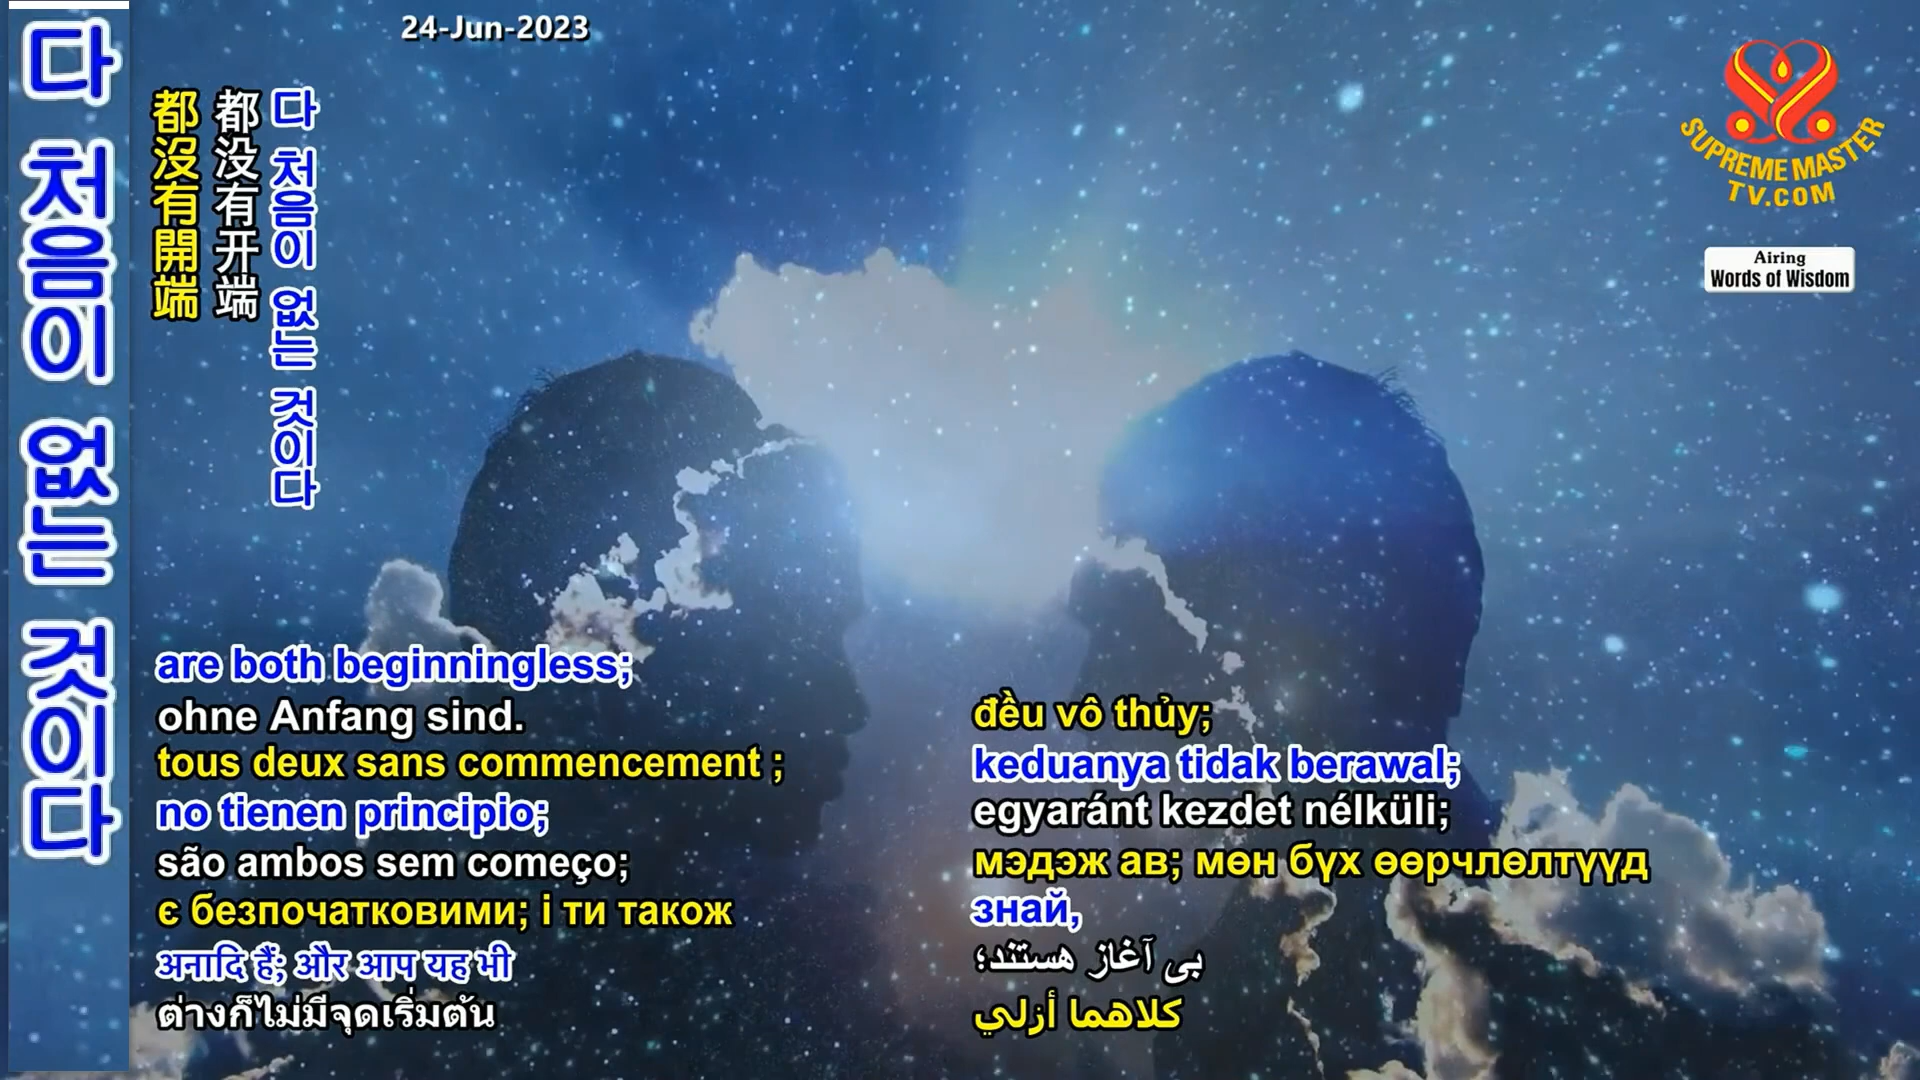 24-Jun-2023
다 처음이 없는 것이다
都沒有開端
都没有开端
다 처음이 없는 것이다
SUPREME MASTER
TV.COM
Airing
Words of Wisdom
are both beginningless;
ohne Anfang sind.
tous deux sans commencement ;
no tienen principio;
são ambos sem começo;
є безпочатковими; і ти також
अनादि हैं; और आप यह भी
ต่างก็ไม่มีจุดเริ่มต้น
đều vô thủy;
keduanya tidak berawal;
egyaránt kezdet nélküli;
мэдэж ав; мөн бүх өөрчлөлтүүд
знай,
بی آغاز هستند؛
كلاهما أزلي